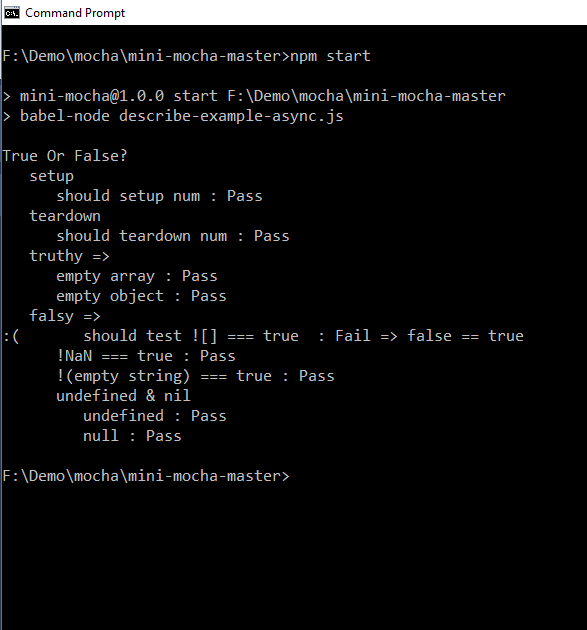 Command Prompt
F:\Demo\mocha\mini-mocha-master>npm start
> mini-mocha@1.0.0 start F:\Demo\mocha\mini-mocha-master
> babel-node describe-example-async.js
True Or False?
setup
should setup num : Pass
teardown
should teardown num : Pass
truthy =>
empty array : Pass
empty object : Pass
falsy =>
:( should test ![] === true  : Fail => false == true
!NaN === true : Pass
!(empty string) === true : Pass
undefined & nil
undefined : Pass
null : Pass
F:\Demo\mocha\mini-mocha-master>